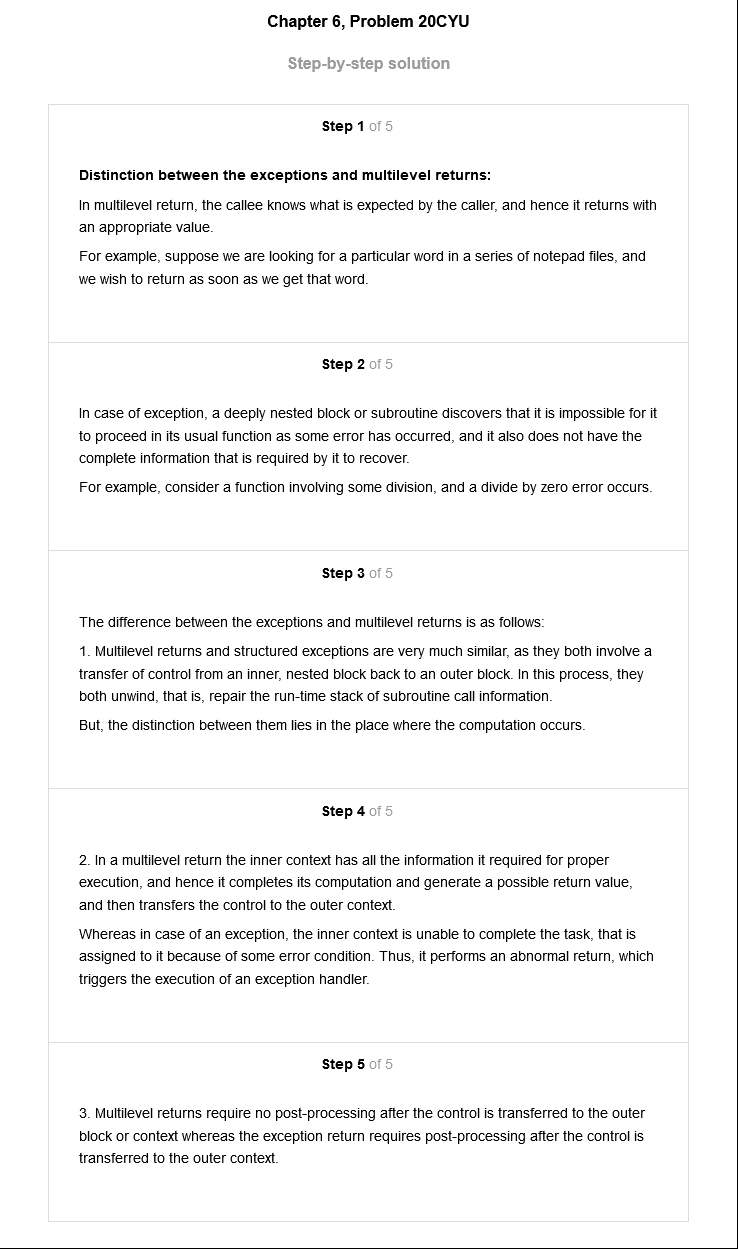 Chapter 6, Problem 20CYU
Step-by-step solution
Step 1 of 5
Distinction between the exceptions and multilevel returns:
In multilevel return, the callee knows what is expected by the caller, and hence it returns with
an appropriate value.
For example, suppose we are looking for a particular word in a series of notepad files, and
we wish to return as soon as we get that word.
Step 2 of 5
In case of exception, a deeply nested block or subroutine discovers that it is impossible for it
to proceed in its usual function as some error has occurred, and it also does not have the
complete information that is required by it to recover.
For example, consider a function involving some division, and a divide by zero error occurs.
Step 3 of 5
The difference between the exceptions and multilevel returns is as follows:
1. Multilevel returns and structured exceptions are very much similar, as they both involve a
transfer of control from an inner, nested block back to an outer block. In this process, they
both unwind, that is, repair the run-time stack of subroutine call information.
But, the distinction between them lies in the place where the computation occurs.
Step 4 of 5
2. In a multilevel return the inner context has all the information it required for proper
execution, and hence it completes its computation and generate a possible return value,
and then transfers the control to the outer context.
Whereas in case of an exception, the inner context is unable to complete the task, that is
assigned to it because of some error condition. Thus, it performs an abnormal return, which
triggers the execution of an exception handler.
Step 5 of 5
3. Multilevel returns require no post-processing after the control is transferred to the outer
block or context whereas the exception return requires post-processing after the control is
transferred to the outer context.